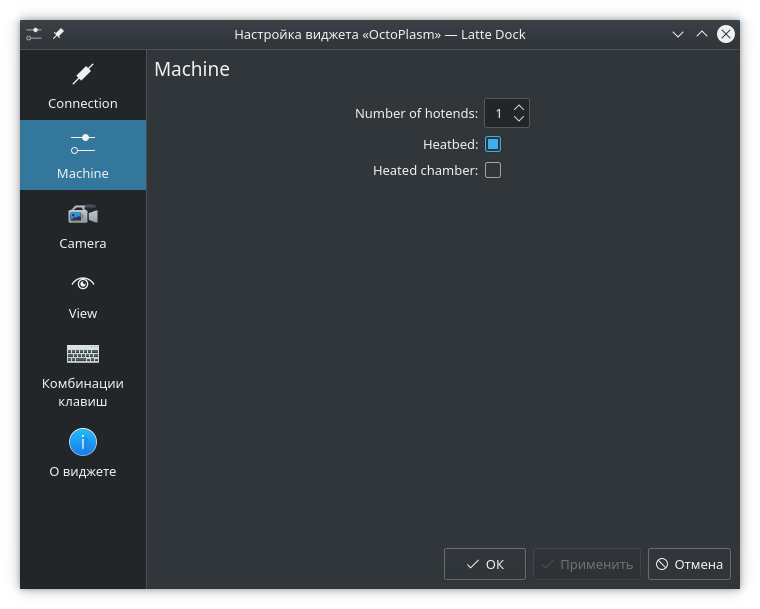 Настройка виджета «OctoPlasm» — Latte Dock
Connection
Machine
Camera
View
Комбинации
клавиш
О виджете
Machine
Number of hotends: 1
Heatbed:
Heated chamber:
ОК
Применить
Отмена